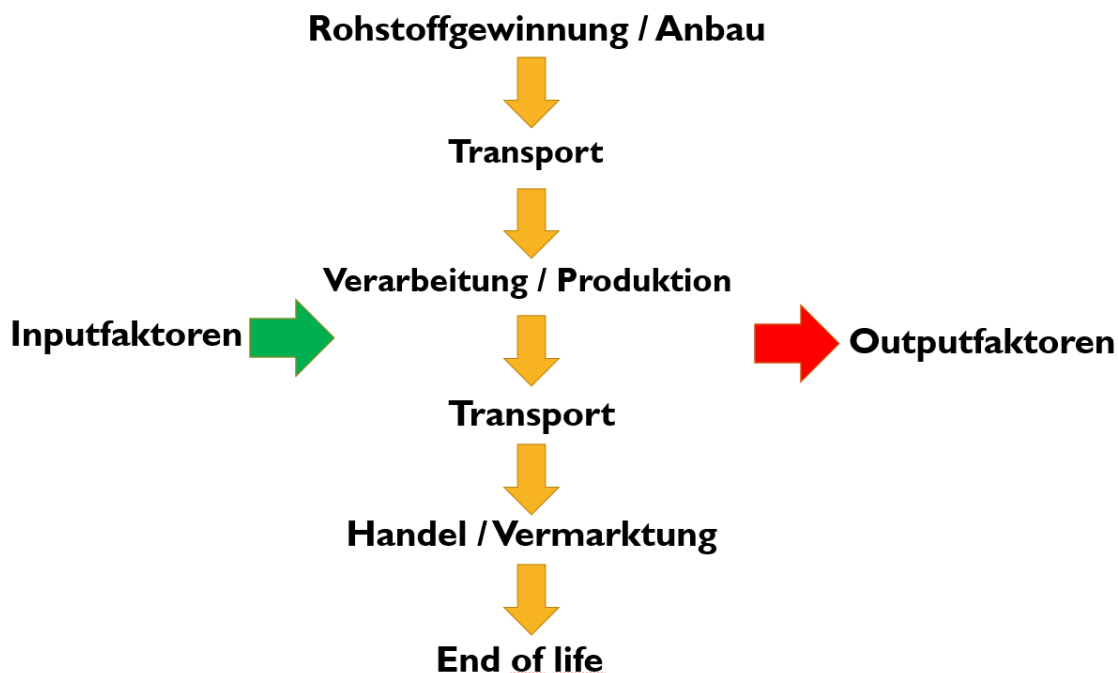 Rohstoffgewinnung / Anbau
Transport
Verarbeitung / Produktion
Inputfaktoren
Outputfaktoren
Transport
Handel / Vermarktung
End of life